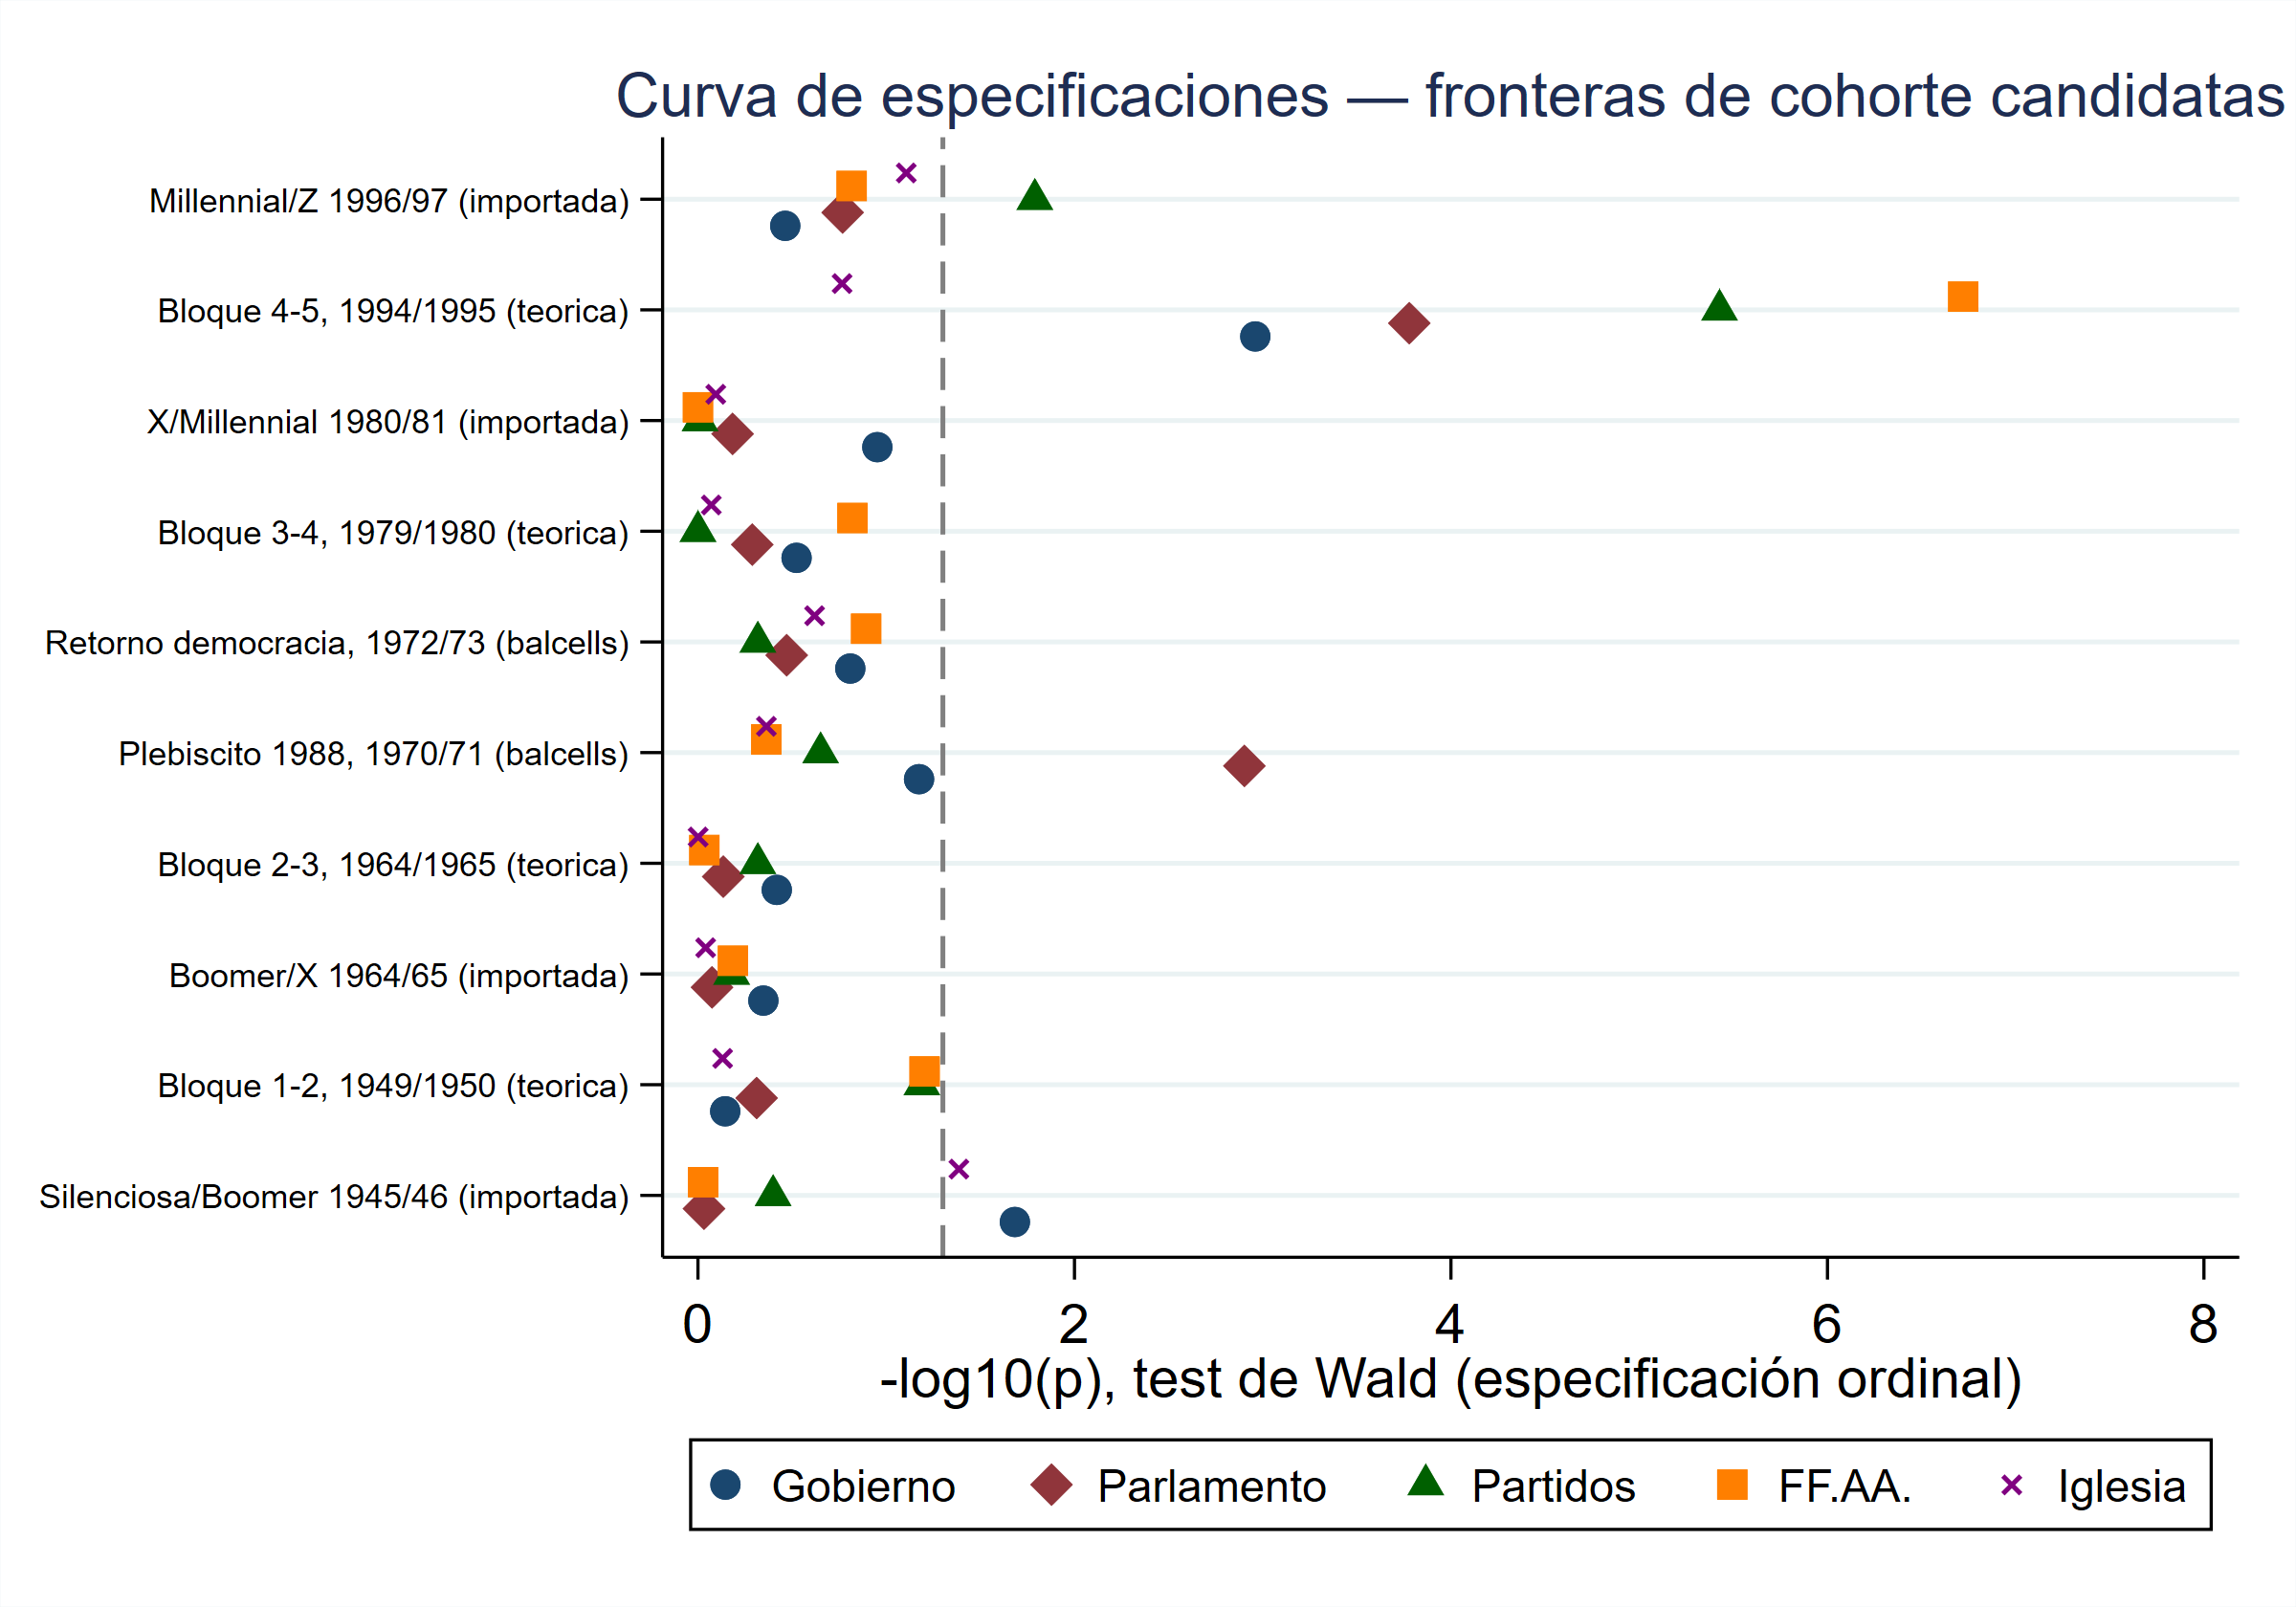 Curva de especificaciones — fronteras de cohorte candidatas
Millennial/Z 1996/97 (importada)
Bloque 4-5, 1994/1995 (teorica)
X/Millennial 1980/81 (importada)
Bloque 3-4, 1979/1980 (teorica)
Retorno democracia, 1972/73 (balcells)
Plebiscito 1988, 1970/71 (balcells)
Bloque 2-3, 1964/1965 (teorica)
Boomer/X 1964/65 (importada)
Bloque 1-2, 1949/1950 (teorica)
Silenciosa/Boomer 1945/46 (importada)
0 2 4 6 8
-log10(p), test de Wald (especificación ordinal)
Gobierno Parlamento Partidos FF.AA. Iglesia